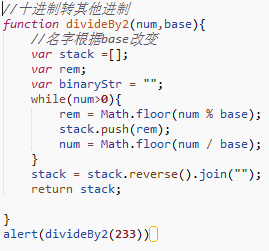 //十进制转其他进制
function divideBy2(num,base){
//名字根据base改变
var stack =[];
var rem;
var binaryStr = "";
while(num>0){
rem = Math.floor(num % base);
stack.push(rem);
num = Math.floor(num / base);
}
stack = stack.reverse().join("");
return stack;
}
alert(divideBy2(233))